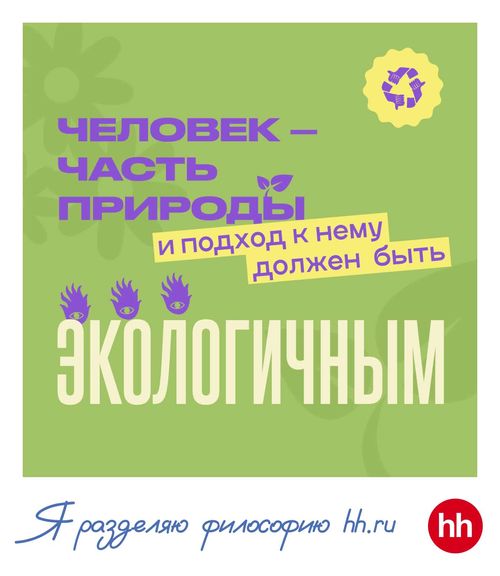 ЧЕЛОВЕК –
ЧАСТЬ
ПРИРОДЫ
и подход к нему
должен быть
ЭКОЛОГИЧНЫМ
Я разделяю философию hh.ru
hh